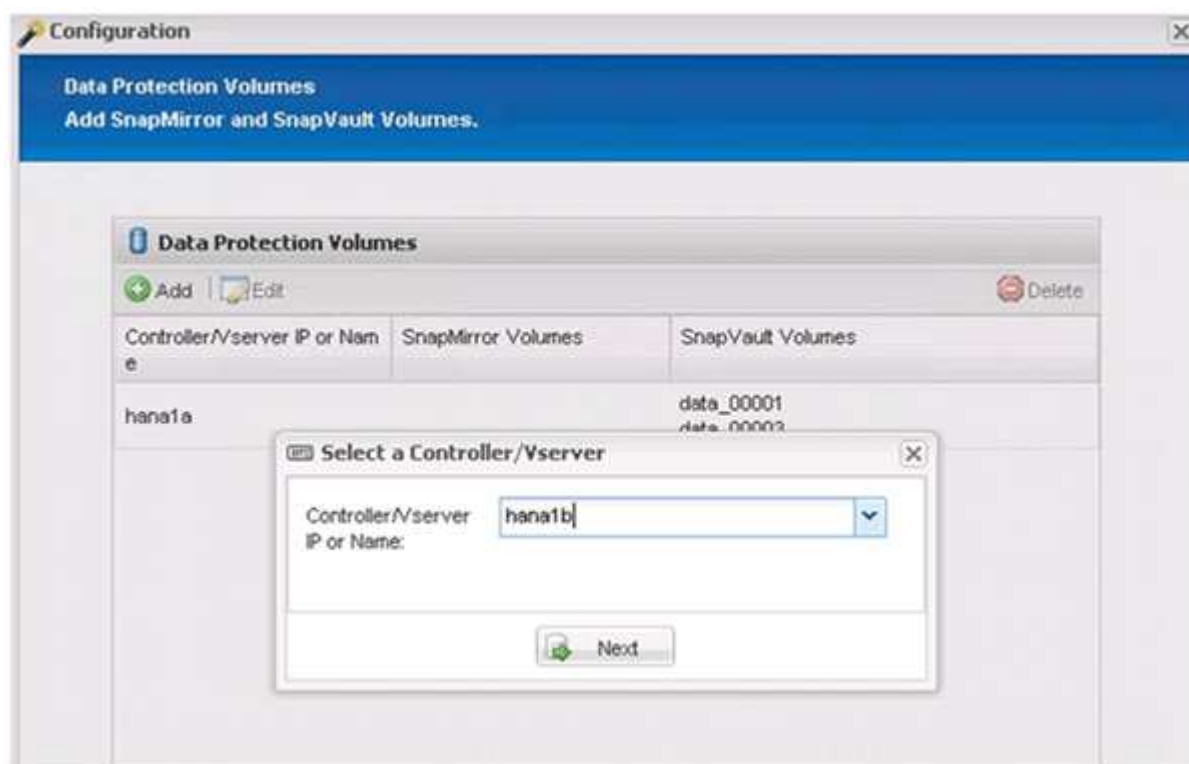 Configuration
Data Protection Volumes
Add SnapMirror and SnapVault Volumes.
Data Protection Volumes
Add
Edit
Delete
Controller/Vserver IP or Nam
e
SnapMirror Volumes
SnapVault Volumes
hana1a
data_00001
data_00003
Select a Controller/Vserver
Controller/Vserver
IP or Name:
hana1b
Next